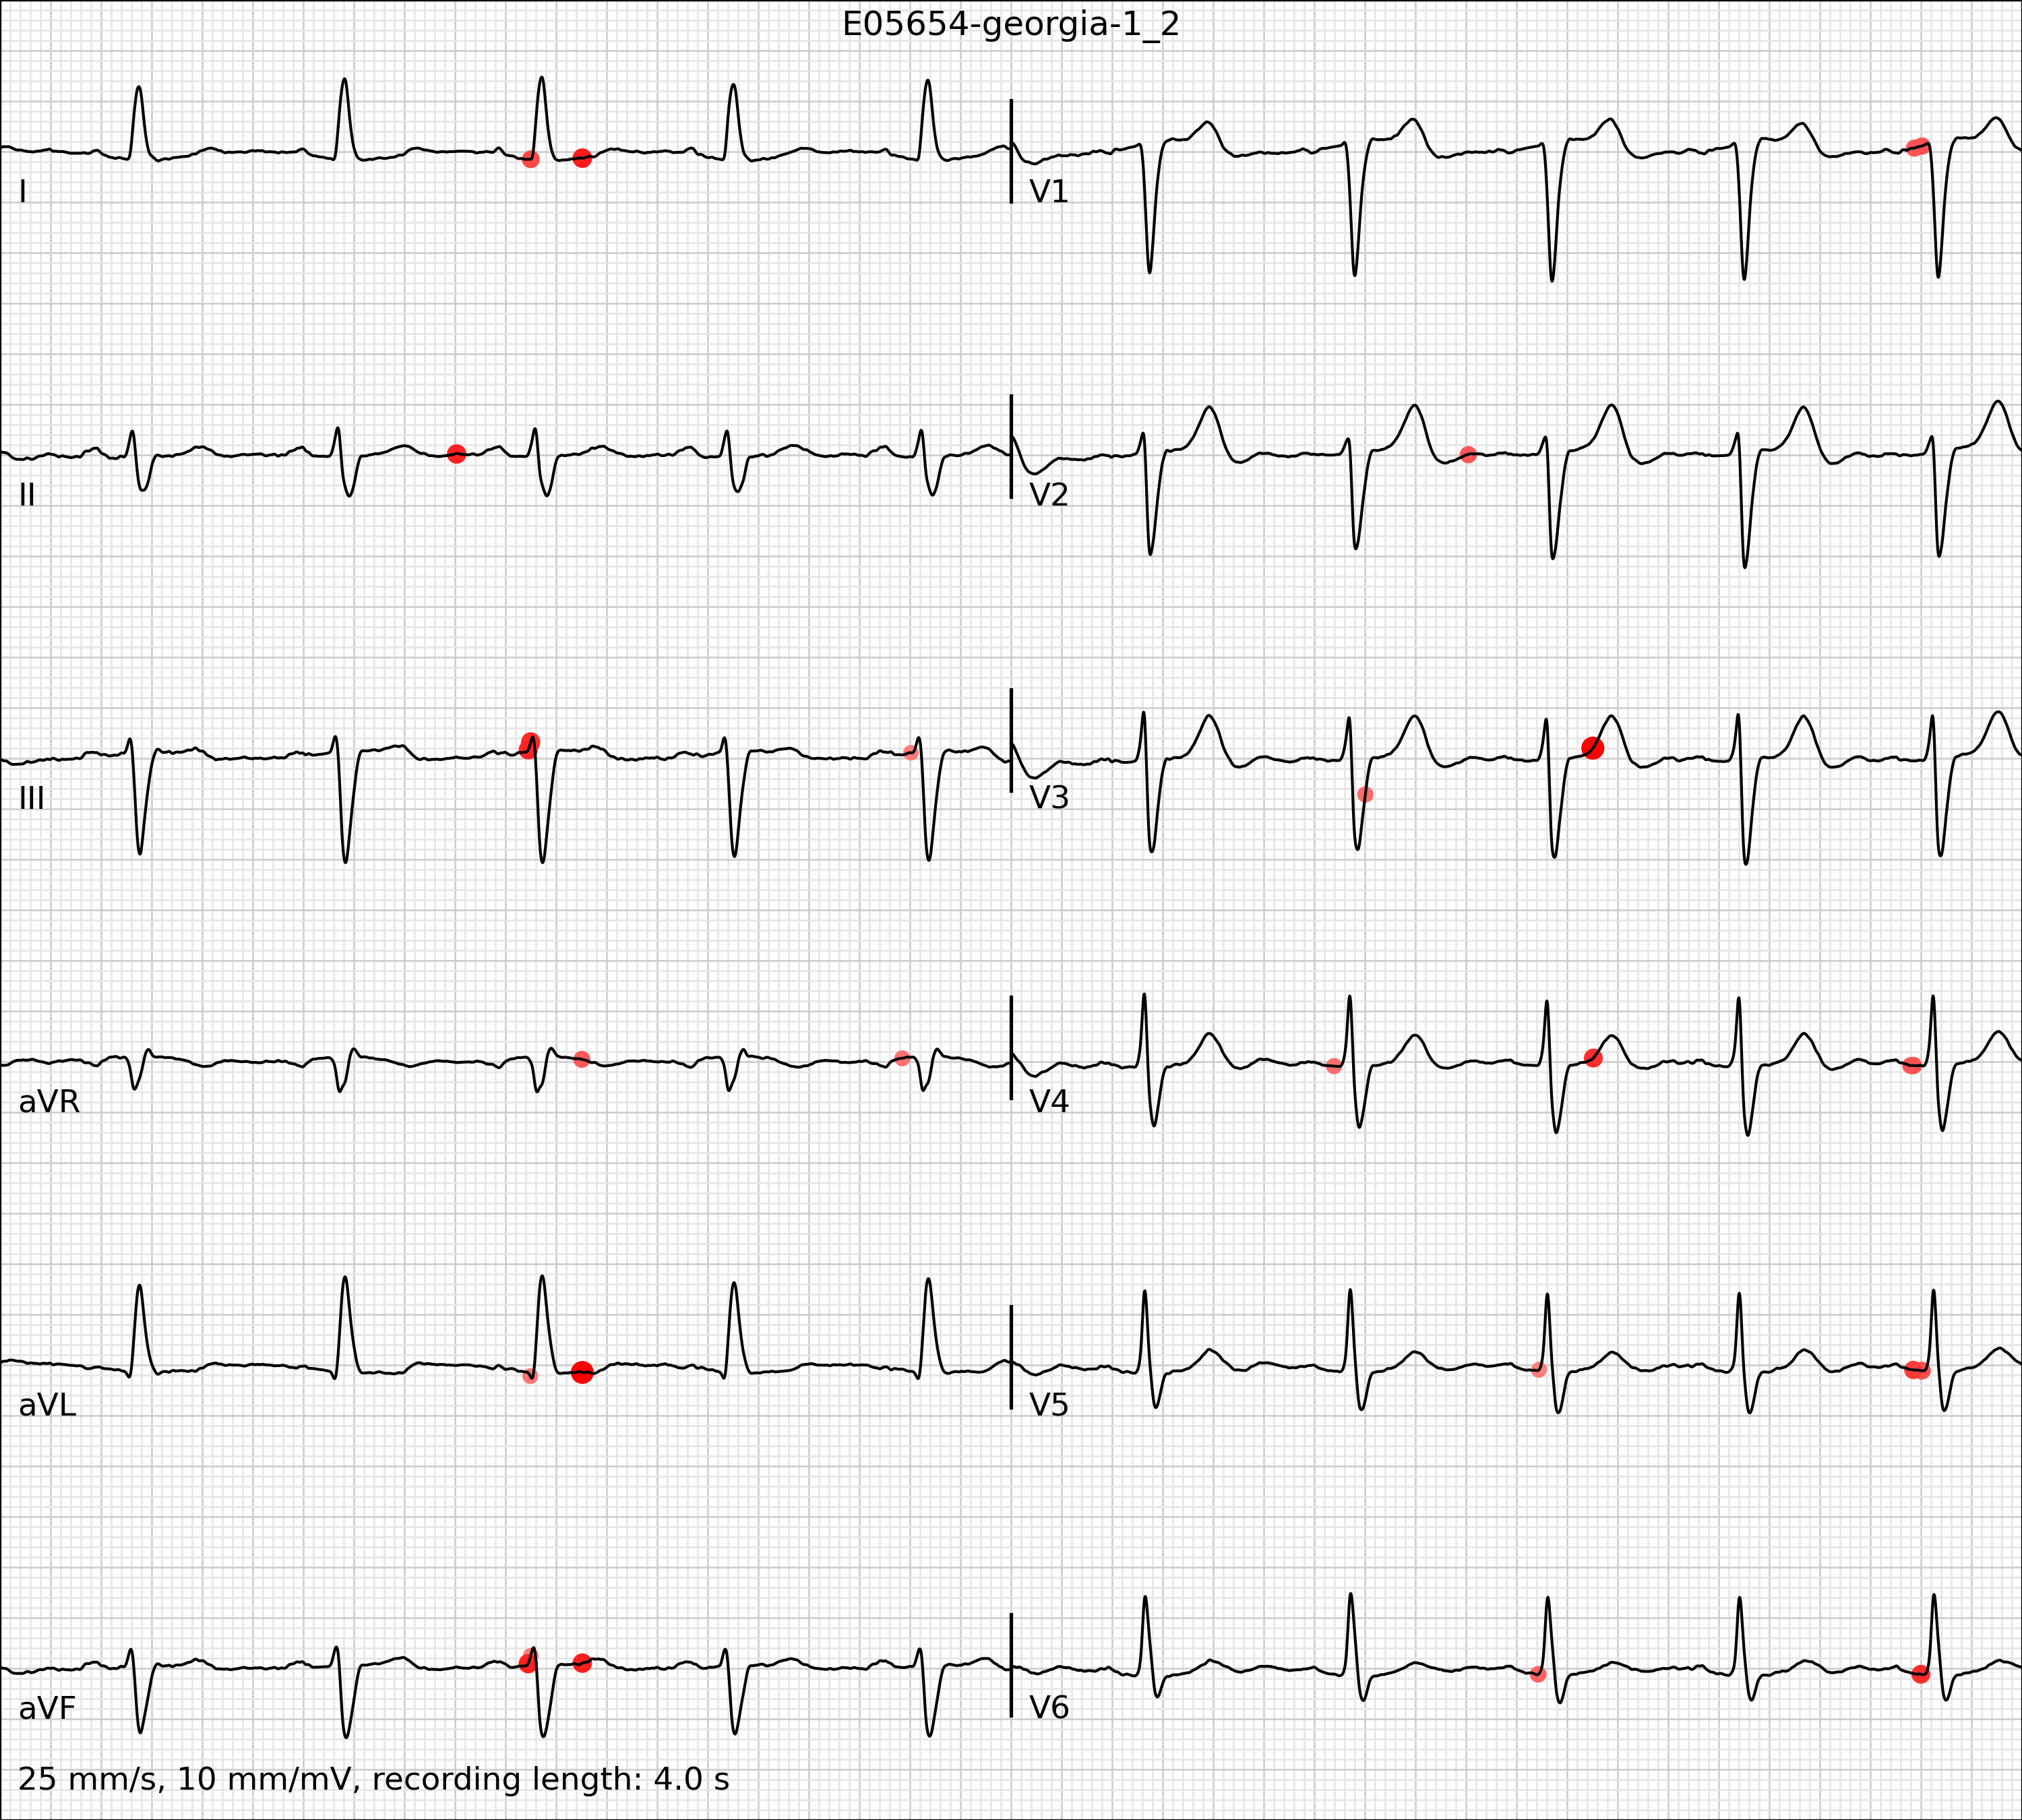 E05654-georgia-1_2
I
V1
II
V2
III
V3
aVR
V4
aVL
V5
aVF
V6
25 mm/s, 10 mm/mV, recording length: 4.0 s